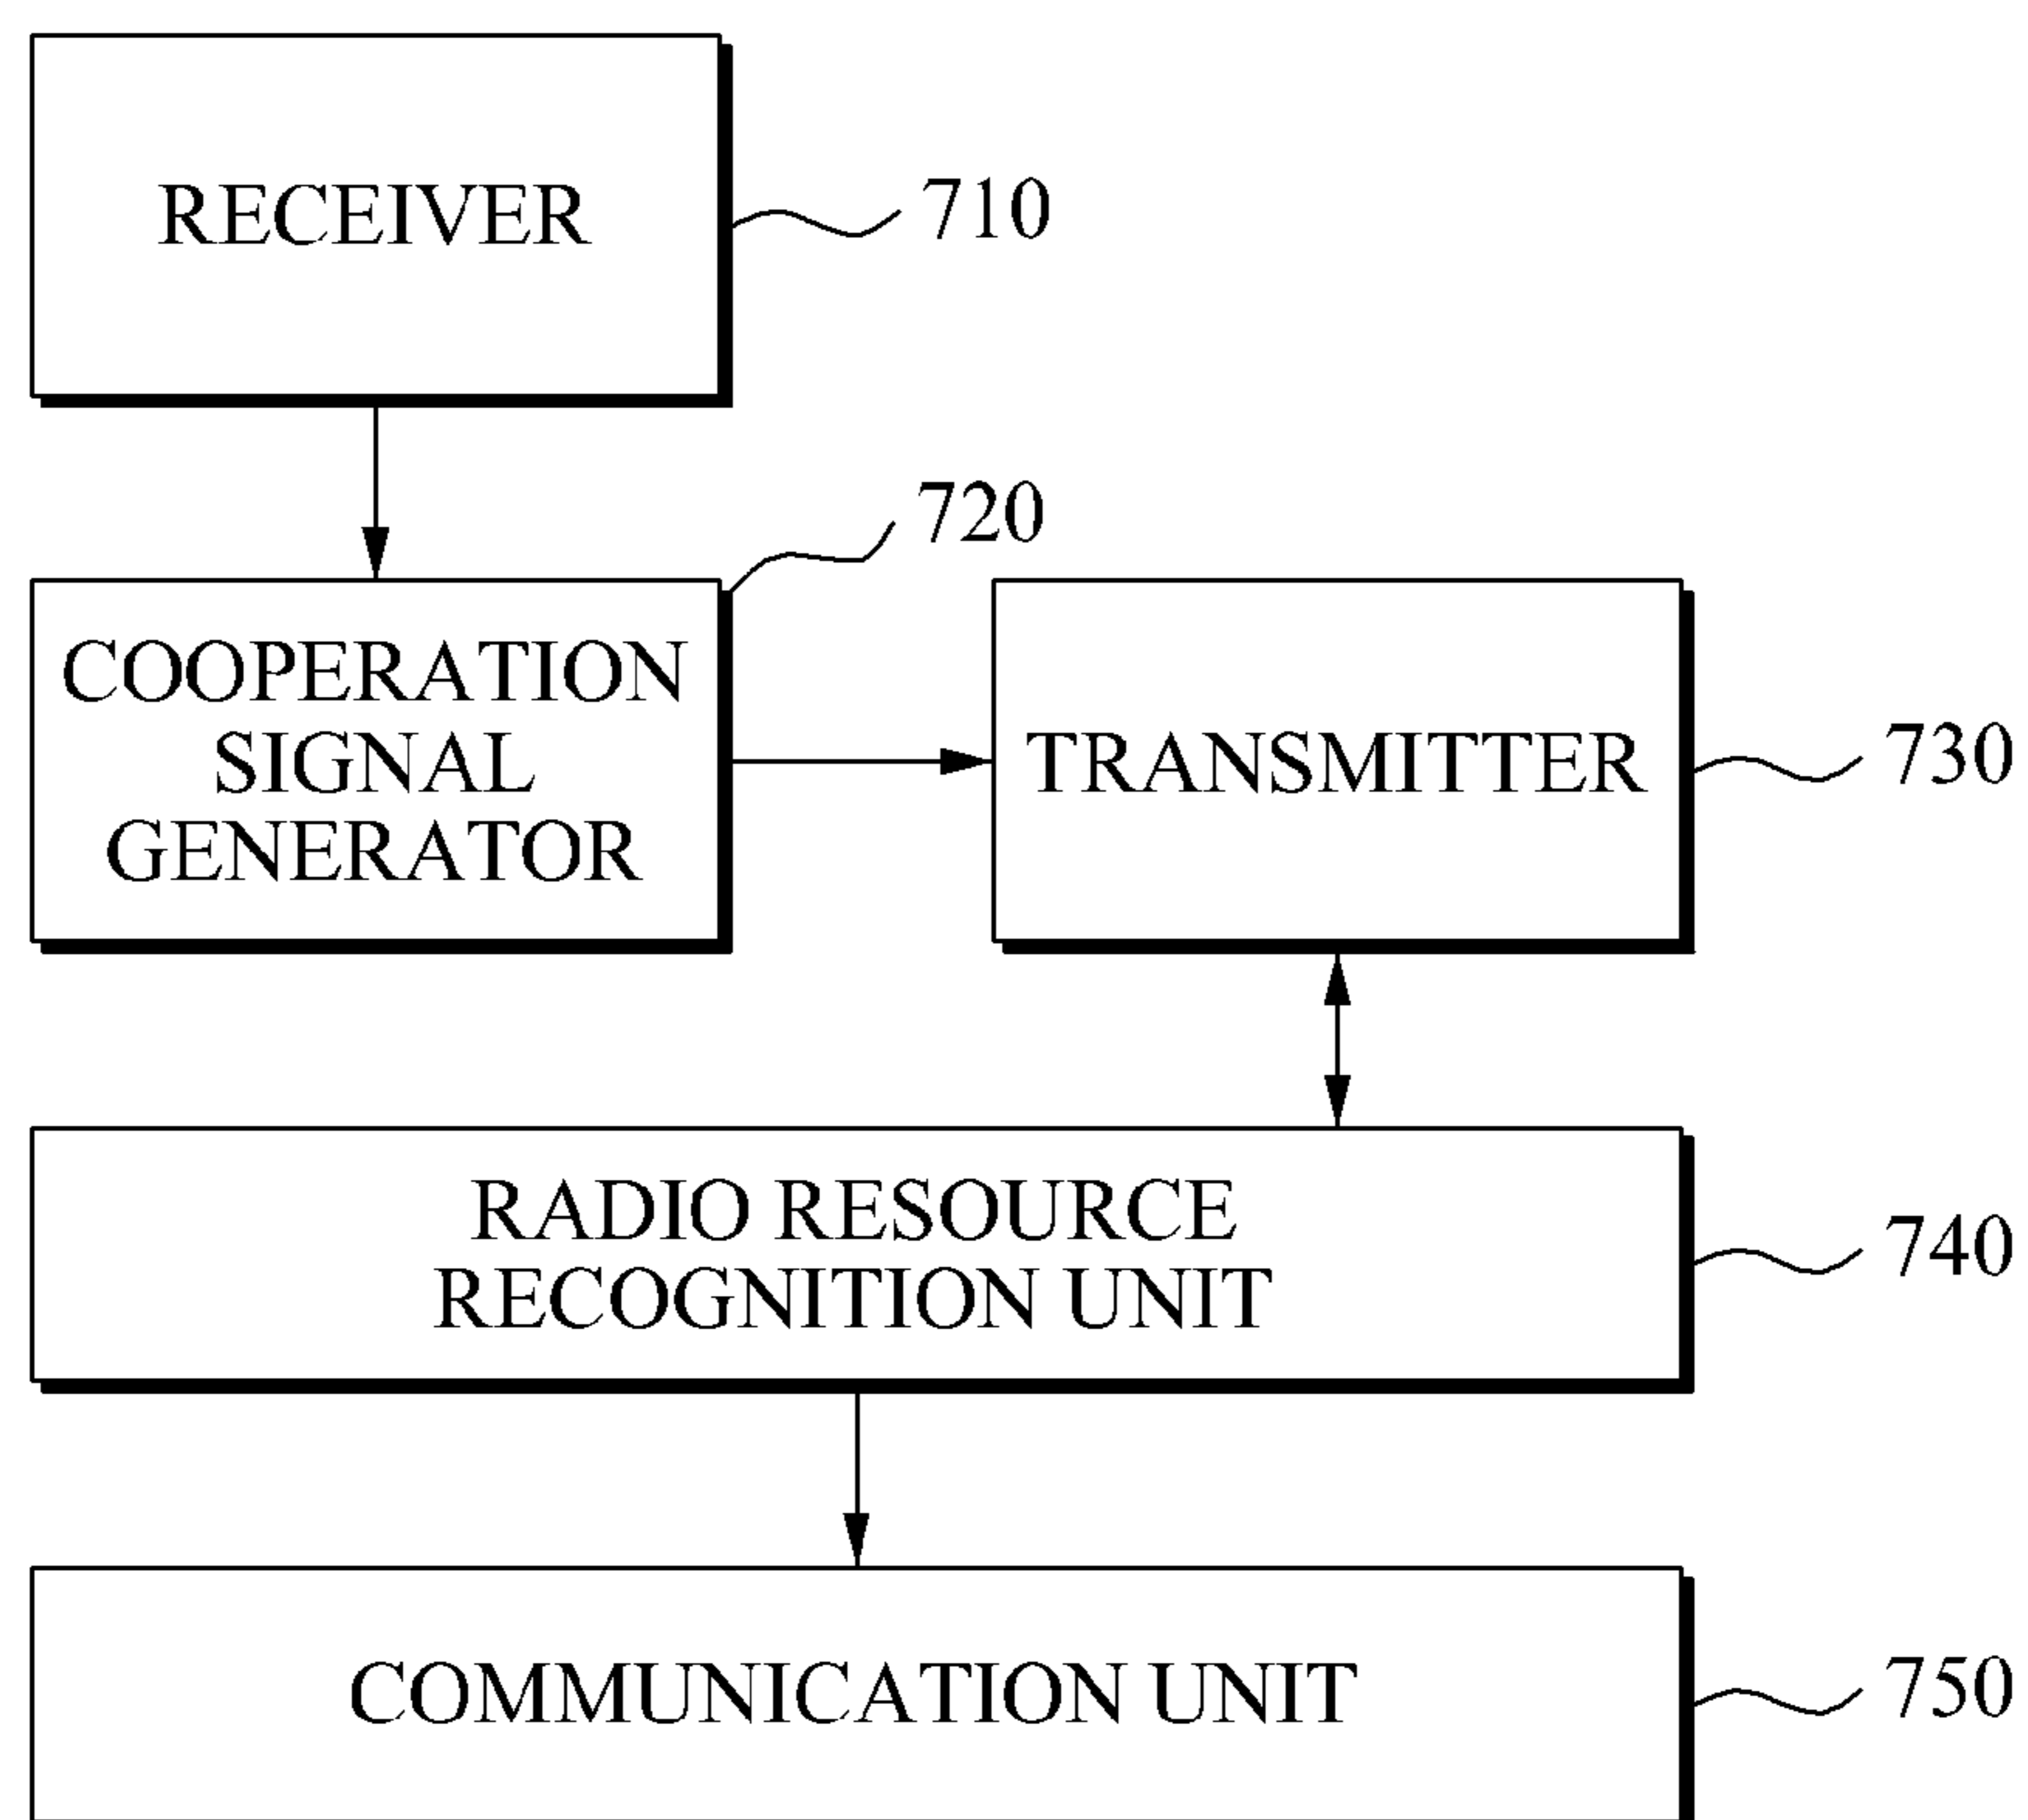 RECEIVER
710
720
COOPERATION
SIGNAL
GENERATOR
TRANSMITTER
730
RADIO RESOURCE
RECOGNITION UNIT
740
COMMUNICATION UNIT
750